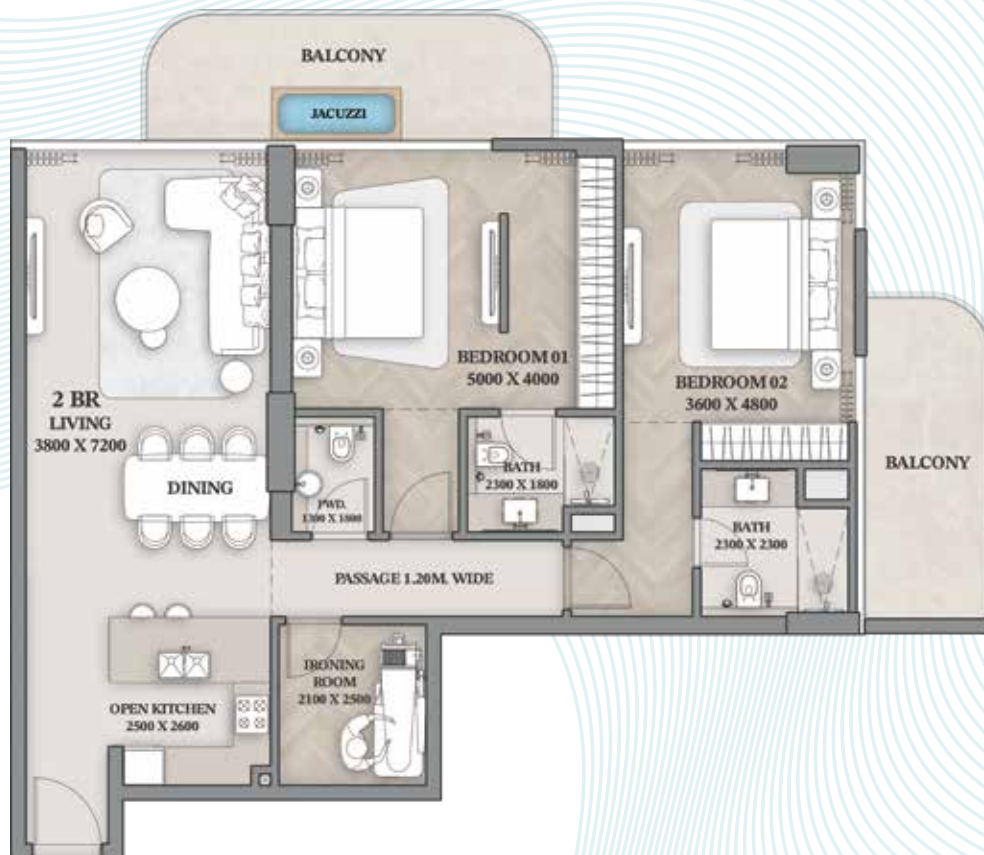 BALCONY
JACUZZI
BEDROOM 01
5000 X 4000
BEDROOM 02
3600 X 4800
2 BR
LIVING
3800 X 7200
DINING
PWD.
1300 X 1800
BATH
2300 X 1800
BALCONY
BATH
2300 X 2300
PASSAGE 1.20M. WIDE
IRONING
ROOM
2100 X 2500
OPEN KITCHEN
2500 X 2600